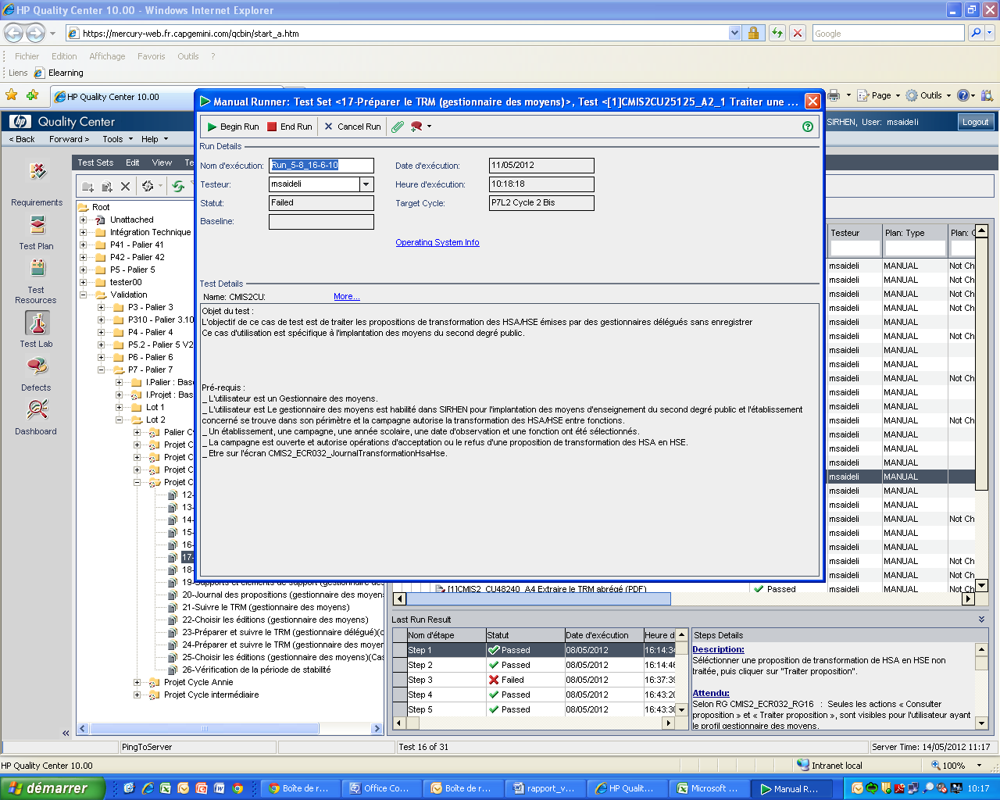 HP Quality Center 10.00 - Windows Internet Explorer
https://mercury-web.fr.capgemini.com/qcbin/start_a.htm
Google
Fichier Edition Affichage Favoris Outils ?
Liens Elearning
HP Quality Center 10.00
Page Outils
Manual Runner: Test Set <17-Préparer le TRM (gestionnaire des moyens)>, Test <[1]CMIS2CU25125_A2_1 Traiter une ...
hp Quality Center
SIRHEN, User: msaideli
Logout
< Back Forward > Tools Help
Begin Run End Run Cancel Run
Run Details
Nom d'exécution: Run_5-8_16-6-10
Date d'exécution: 11/05/2012
Testeur: msaideli
Heure d'exécution: 10:18:18
Statut: Failed
Target Cycle: P7L2 Cycle 2 Bis
Baseline:
Operating System Info
Test Details
Name: CMIS2CU: More...
Objet du test :
L'objectif de ce cas de test est de traiter les propositions de transformation des HSA/HSE émises par des gestionnaires délégués sans enregistrer
Ce cas d'utilisation est spécifique à l'implantation des moyens du second degré public.
Pré-requis :
_ L'utilisateur est un Gestionnaire des moyens.
_ L'utilisateur est Le gestionnaire des moyens est habilité dans SIRHEN pour l'implantation des moyens d'enseignement du second degré public et l'établissement
concerné se trouve dans son périmètre et la campagne autorise la transformation des HSA/HSE entre fonctions.
_ Un établissement, une campagne, une année scolaire, une date d'observation et une fonction ont été sélectionnés.
_ La campagne est ouverte et autorise opérations d'acceptation ou le refus d'une proposition de transformation des HSA en HSE.
_ Etre sur l'écran CMIS2_ECR032_JournalTransformationHsaHse.
Requirements
Test Plan
Test
Resources
Test Lab
Defects
Dashboard
Test Sets Edit View Te
Root
Unattached
Intégration Technique
P41 - Palier 41
P42 - Palier 42
P5 - Palier 5
tester00
Validation
P3 - Palier 3
P310 - Palier 3.10
P4 - Palier 4
P5.2 - Palier 5 V2
P6 - Palier 6
P7 - Palier 7
I.Palier : Base
I.Projet : Bas
Lot 1
Lot 2
Palier Cy
Projet C
Projet C
Projet C
Projet C
12-
13-
14-
15-
16-
17-
18-
19-Supports et éléments de support (gestionnaire des
20-Journal des propositions (gestionnaire des moyens
21-Suivre le TRM (gestionnaire des moyens)
22-Choisir les éditions (gestionnaire des moyens)
23-Préparer et suivre le TRM (gestionnaire délégué)(c
24-Préparer et suivre le TRM (gestionnaire des moyer
25-Choisir les éditions (gestionnaire des moyens)(Cas
26-Vérification de la période de stabilité
Projet Cycle Annie
Projet Cycle intermédiaire
Testeur Plan: Type Plan: C
msaideli MANUAL Not Ch
msaideli MANUAL Not Ch
msaideli MANUAL Not Ch
msaideli MANUAL Not Ch
msaideli MANUAL
msaideli MANUAL Not Ch
msaideli MANUAL
msaideli MANUAL
msaideli MANUAL Not Ch
msaideli MANUAL
msaideli MANUAL Not Ch
msaideli MANUAL
msaideli MANUAL
msaideli MANUAL
msaideli MANUAL
msaideli MANUAL
msaideli MANUAL
msaideli MANUAL
msaideli MANUAL Not Ch
msaideli MANUAL
msaideli MANUAL
msaideli MANUAL Not Ch
msaideli MANUAL Not Ch
[1]CMIS2_CU48240_A4 Extraire le TRM abrégé (PDF) Passed msaideli MANUAL Not Ch
Last Run Result
Nom d'étape Statut Date d'exécution Heure d
Step 1 Passed 08/05/2012 16:14:34
Step 2 Passed 08/05/2012 16:14:46
Step 3 Failed 08/05/2012 16:37:39
Step 4 Passed 08/05/2012 16:43:20
Step 5 Passed 08/05/2012 16:43:30
Steps Details
Description:
Séléctionner une proposition de transformation de HSA en HSE non
traitée, puis cliquer sur "Traiter proposition".
Attendu:
Selon RG CMIS2_ECR032_RG16 : Seules les actions « Consulter
proposition » et « Traiter proposition », sont visibles pour l'utilisateur ayant
le profil gestionnaire des moyens.
PingToServer
Test 16 of 31
Server Time: 14/05/2012 11:17
HP Quality Center 10.00
Intranet local
100%
démarrer
Boîte de r...
Office Co...
Boîte de r...
rapport_v...
HP Qualit...
Microsoft ...
Manual R...
10:17